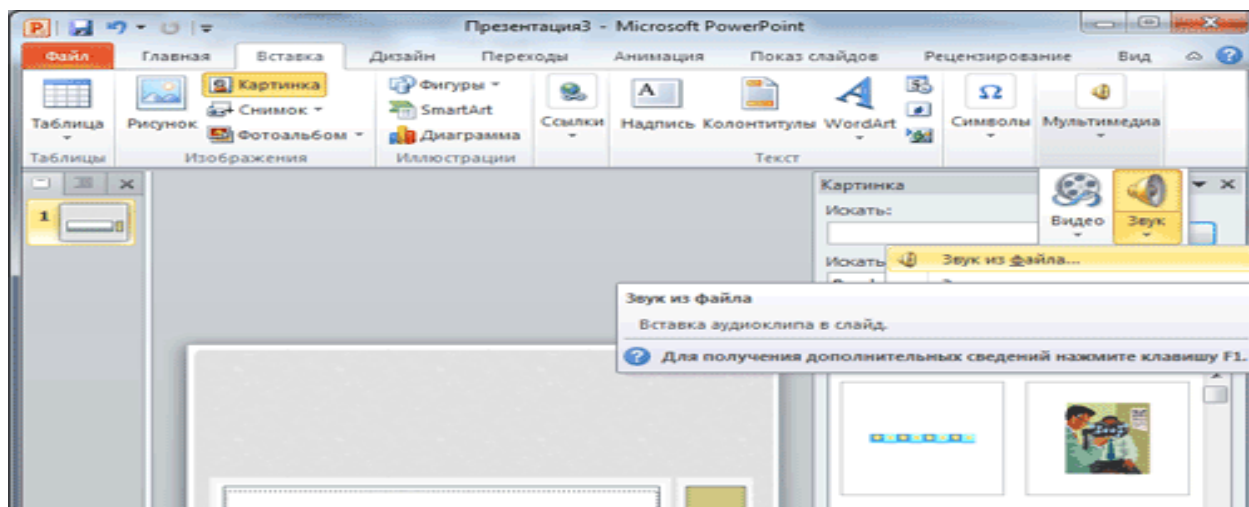 Презентация3 - Microsoft PowerPoint
Файл Главная Вставка Дизайн Переходы Анимация Показ слайдов Рецензирование Вид
Таблица
Рисунок
Картинка
Снимок
Фотоальбом
Фигуры
SmartArt
Диаграмма
Ссылки
Надпись
Колонтитулы
WordArt
Символы
Мультимедиа
Таблицы Изображения Иллюстрации Текст
1
Картинка
Искать:
Видео Звук
Искать
Звук из файла...
Звук из файла
Вставка аудиоклипа в слайд.
Для получения дополнительных сведений нажмите клавишу F1.